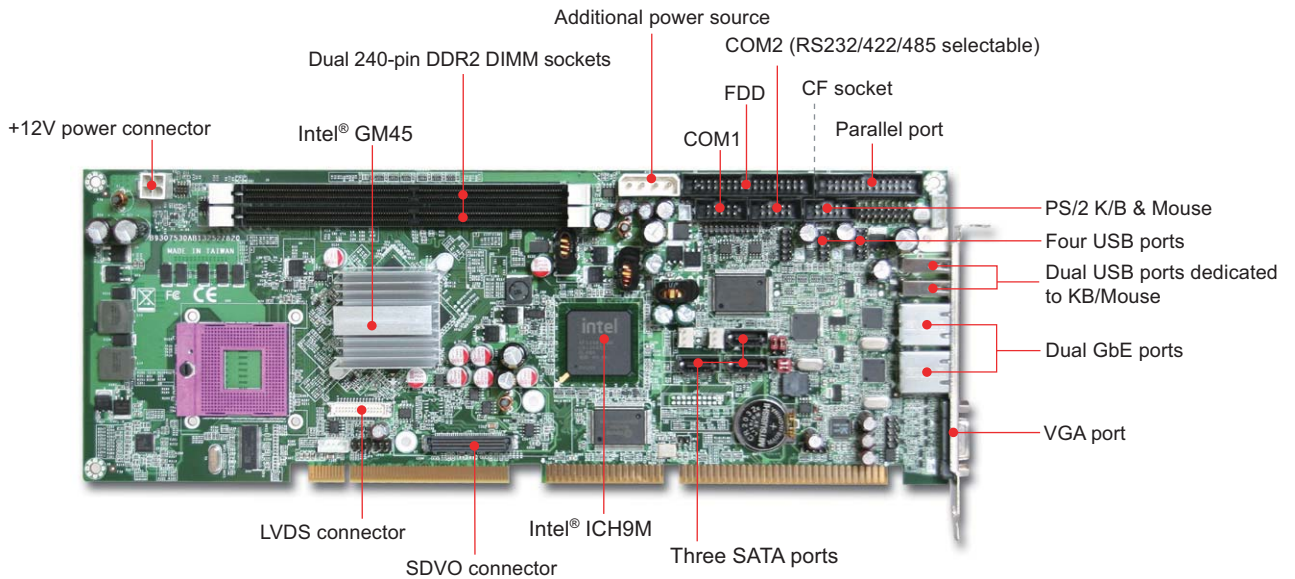 Additional power source
COM2 (RS232/422/485 selectable)
Dual 240-pin DDR2 DIMM sockets
FDD
CF socket
+12V power connector
Intel® GM45
COM1
Parallel port
PS/2 K/B & Mouse
Four USB ports
Dual USB ports dedicated
to KB/Mouse
Dual GbE ports
VGA port
MADE IN TAIWAN
FC CE
intel
LVDS connector
Intel® ICH9M
Three SATA ports
SDVO connector